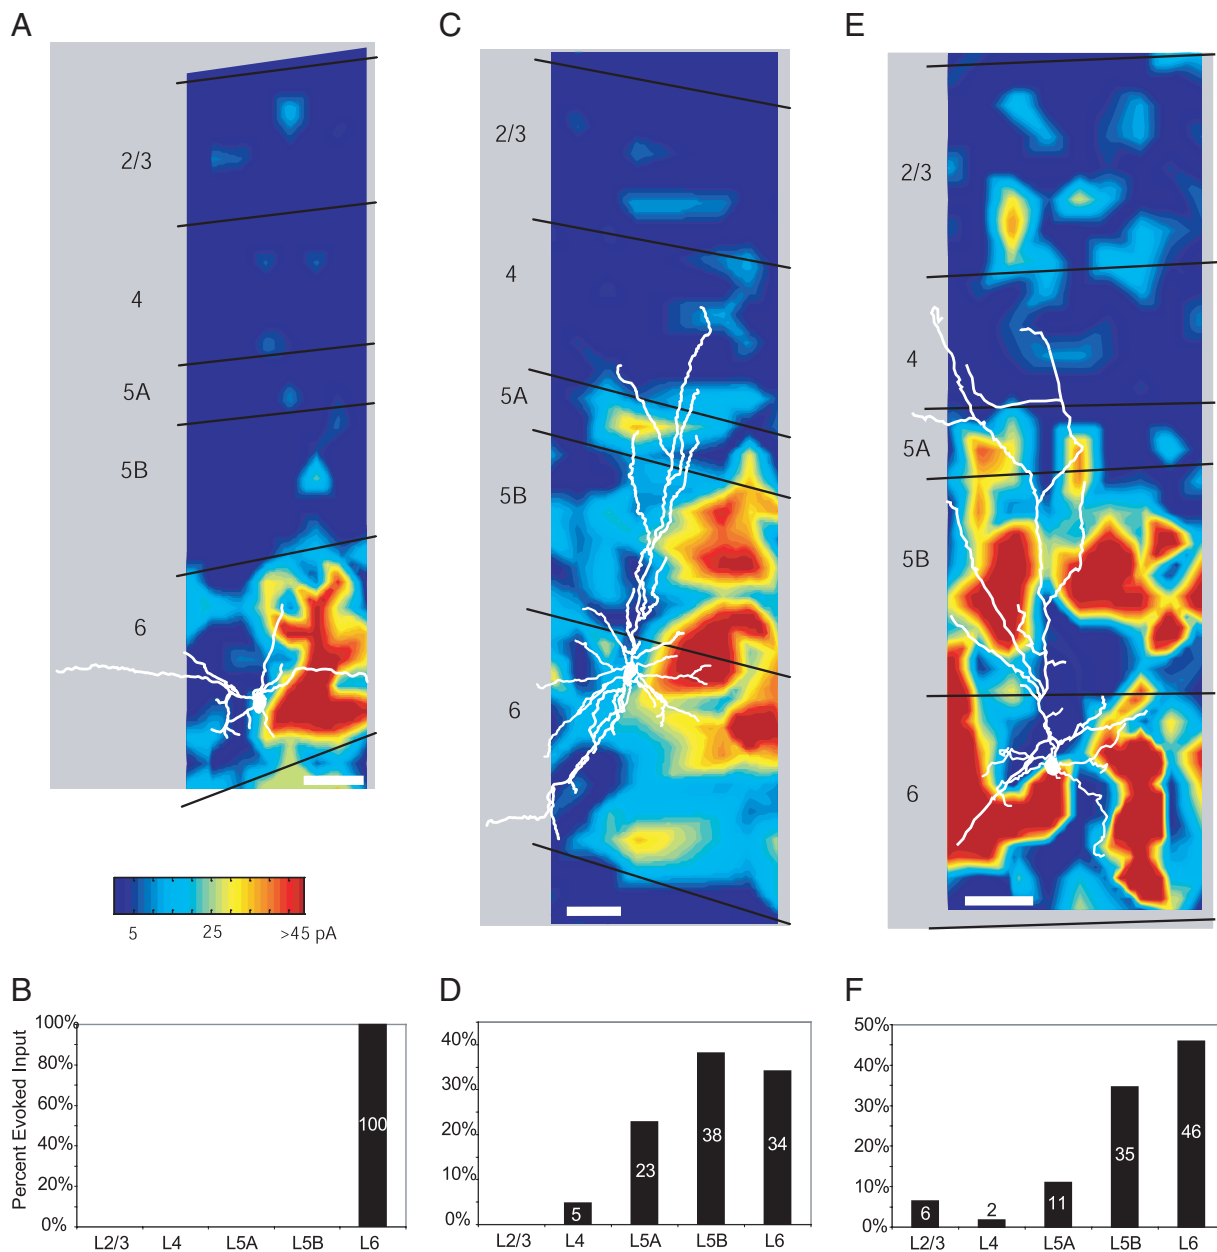 A
C
E
2/3
4
5A
5B
6
2/3
4
5A
5B
6
2/3
4
5A
5B
6
5 25 >45 pA
B
Percent Evoked Input
100%
80%
60%
40%
20%
0%
100
L2/3 L4 L5A L5B L6
D
40%
30%
20%
10%
0%
5 23 38 34
L2/3 L4 L5A L5B L6
F
50%
40%
30%
20%
10%
0%
6 2 11 35 46
L2/3 L4 L5A L5B L6